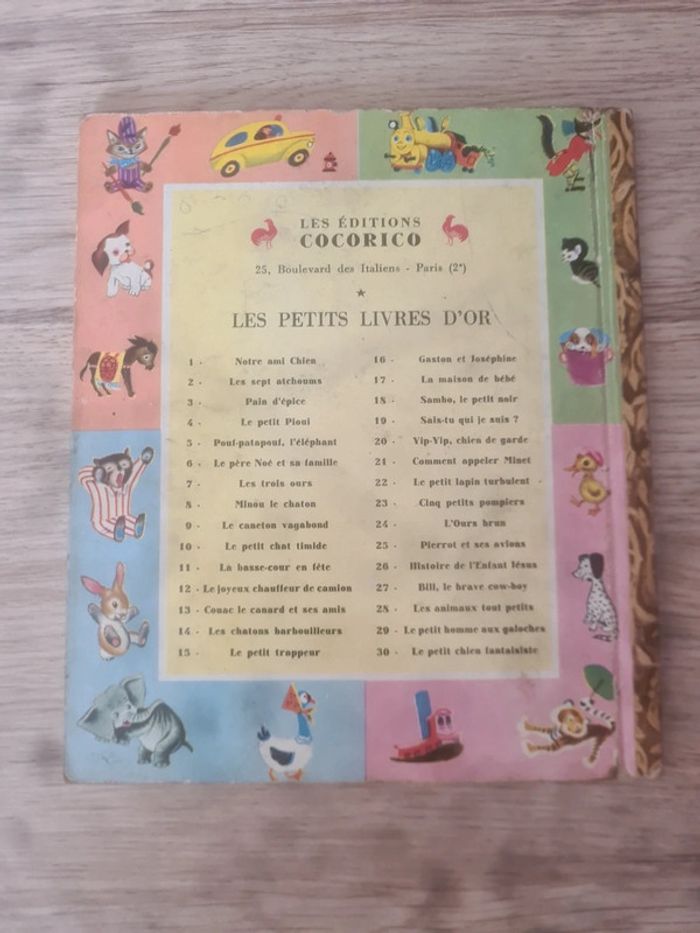 LES ÉDITIONS
COCORICO
25, Boulevard des Italiens - Paris (2e)
★
LES PETITS LIVRES D'OR
1 - Notre ami Chien
2 - Les sept atchoums
3 - Pain d'épice
4 - Le petit Pioui
5 - Pouf-patapouf, l'éléphant
6 - Le père Noé et sa famille
7 - Les trois ours
8 - Minou le chaton
9 - Le caneton vagabond
10 - Le petit chat timide
11 - La basse-cour en fête
12 - Le joyeux chauffeur de camion
13 - Couac le canard et ses amis
14 - Les chatons barbouilleurs
15 - Le petit trappeur
16 - Gaston et Joséphine
17 - La maison de bébé
18 - Sambo, le petit noir
19 - Sais-tu qui je suis ?
20 - Yip-Yip, chien de garde
21 - Comment appeler Minet
22 - Le petit lapin turbulent
23 - Cinq petits pompiers
24 - L'Ours brun
25 - Pierrot et ses avions
26 - Histoire de l'Enfant Jésus
27 - Bill, le brave cow-boy
28 - Les animaux tout petits
29 - Le petit homme aux galoches
30 - Le petit chien fantaisiste